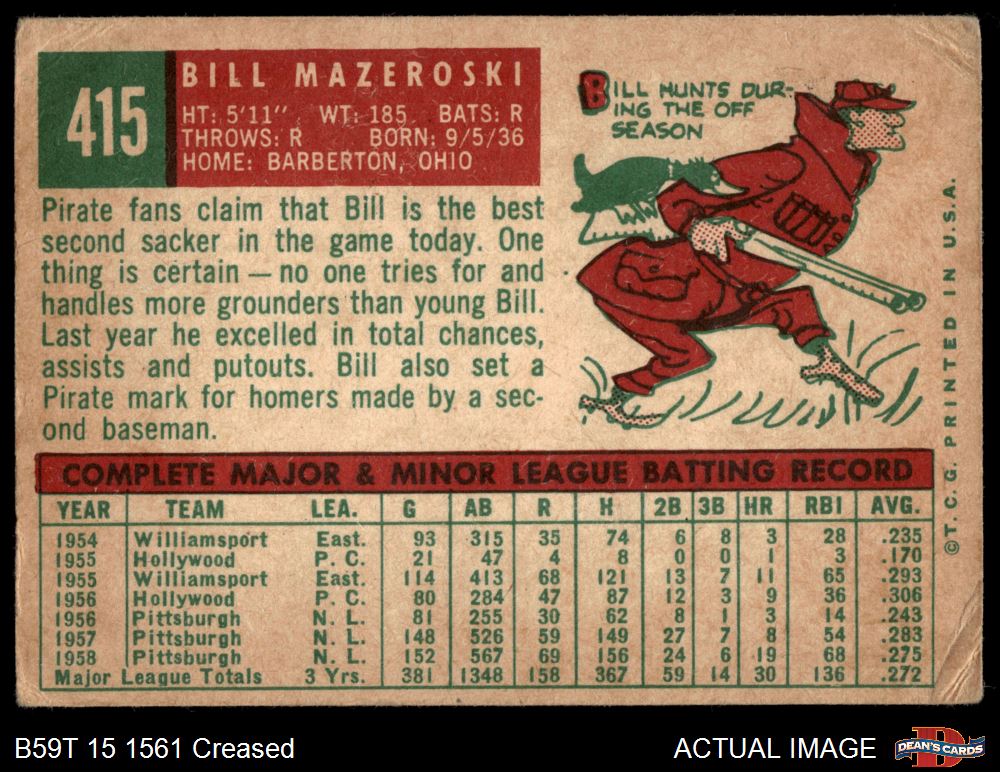 415
BILL MAZEROSKI
HT: 5'11" WT: 185 BATS: R
THROWS: R BORN: 9/5/36
HOME: BARBERTON, OHIO
BILL HUNTS DUR-
ING THE OFF
SEASON
Pirate fans claim that Bill is the best
second sacker in the game today. One
thing is certain — no one tries for and
handles more grounders than young Bill.
Last year he excelled in total chances,
assists and putouts. Bill also set a
Pirate mark for homers made by a sec-
ond baseman.
©T.C.G. PRINTED IN U.S.A.
COMPLETE MAJOR & MINOR LEAGUE BATTING RECORD
YEAR TEAM LEA. G AB R H 2B 3B HR RBI AVG.
1954 Williamsport East. 93 315 35 74 6 8 3 28 .235
1955 Hollywood P. C. 21 47 4 8 0 0 1 3 .170
1955 Williamsport East. 114 413 68 121 13 7 11 65 .293
1956 Hollywood P. C. 80 284 47 87 12 3 9 36 .306
1956 Pittsburgh N. L. 81 255 30 62 8 1 3 14 .243
1957 Pittsburgh N. L. 148 526 59 149 27 7 8 54 .283
1958 Pittsburgh N. L. 152 567 69 156 24 6 19 68 .275
Major League Totals 3 Yrs. 381 1348 158 367 59 14 30 136 .272
B59T 15 1561 Creased
ACTUAL IMAGE
DEAN'S CARDS